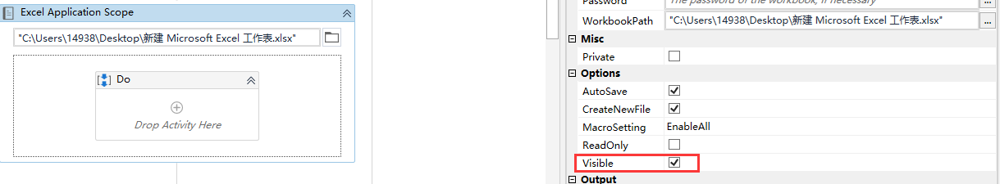 Excel Application Scope
"C:\Users\14938\Desktop\新建 Microsoft Excel 工作表.xlsx"
Do
Drop Activity Here
Password The password of the workbook, if necessary ...
WorkbookPath "C:\Users\14938\Desktop\新建 Microsoft Excel 工作表.xlsx" ...
Misc
Private
Options
AutoSave
CreateNewFile
MacroSetting EnableAll
ReadOnly
Visible
Output